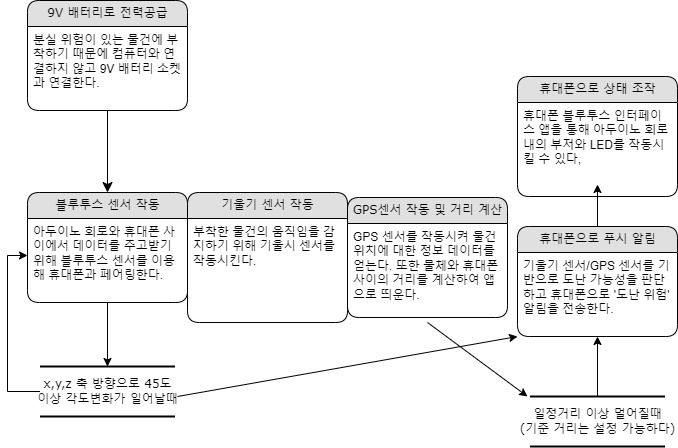 9V 배터리로 전력공급
분실 위험이 있는 물건에 부
착하기 때문에 컴퓨터와 연
결하지 않고 9V 배터리 소켓
과 연결한다.
휴대폰으로 상태 조작
휴대폰 블루투스 인터페이
스 앱을 통해 아두이노 회로
내의 부저와 LED를 작동시
킬 수 있다,
블루투스 센서 작동
아두이노 회로와 휴대폰 사
이에서 데이터를 주고받기
위해 블루투스 센서를 이용
해 휴대폰과 페어링한다.
기울기 센서 작동
부착한 물건의 움직임을 감
지하기 위해 기울시 센서를
작동시킨다.
GPS센서 작동 및 거리 계산
GPS 센서를 작동시켜 물건
위치에 대한 정보 데이터를
얻는다. 또한 물체와 휴대폰
사이의 거리를 계산하여 앱
으로 띄운다.
휴대폰으로 푸시 알림
기울기 센서/GPS 센서를 기
반으로 도난 가능성을 판단
하고 휴대폰으로 '도난 위험'
알림을 전송한다.
x,y,z 축 방향으로 45도
이상 각도변화가 일어날때
일정거리 이상 멀어질때
(기준 거리는 설정 가능하다)